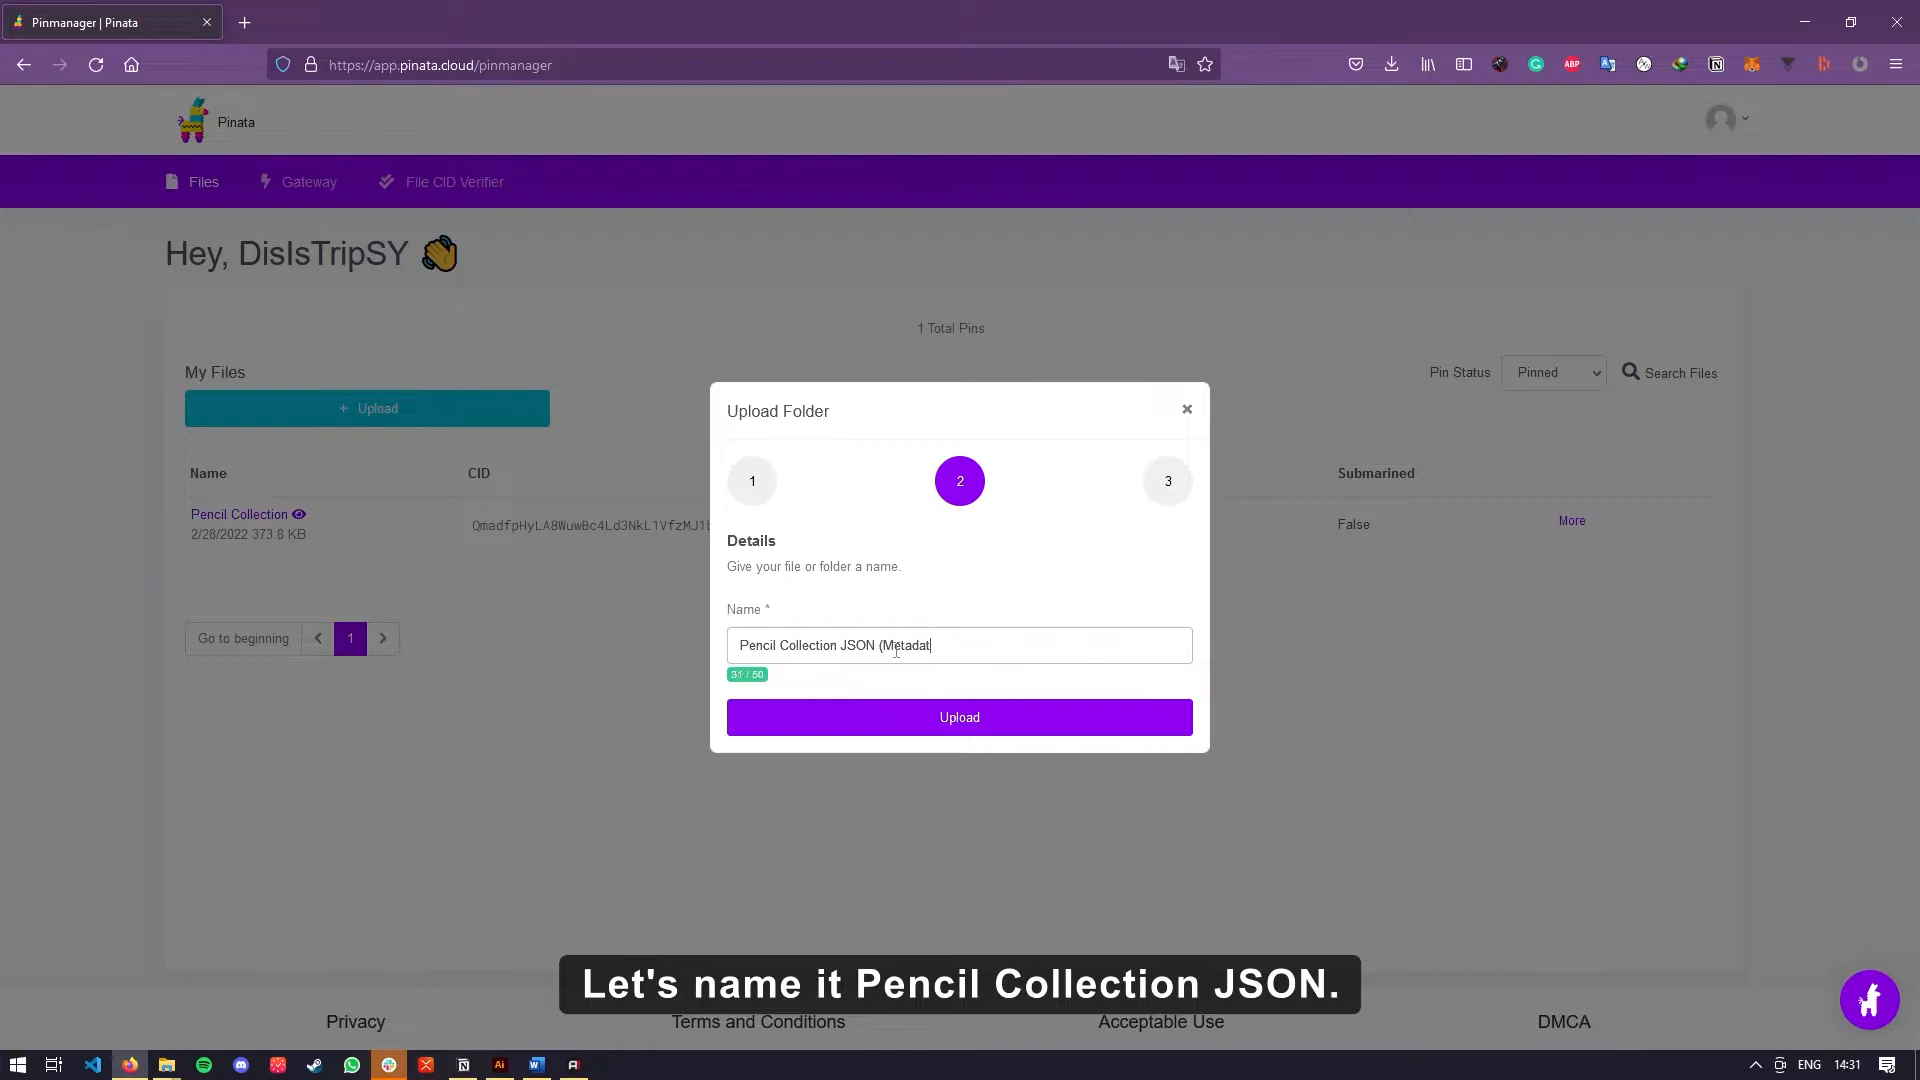 Pinmanager | Pinata
https://app.pinata.cloud/pinmanager
ABP
Pinata
Files
Gateway
File CID Verifier
Hey, DisIsTripSY 👋
1 Total Pins
My Files
Pin Status
Pinned
Search Files
+ Upload
Name
CID
Submarined
Pencil Collection
2/28/2022 373.8 KB
QmadfpHyLA8WuwBc4Ld3NkL1VfzMJ1
False
More
Go to beginning
1
Upload Folder
×
1
2
3
Details
Give your file or folder a name.
Name *
Pencil Collection JSON (Metadat
31 / 50
Upload
Let's name it Pencil Collection JSON.
Privacy
Terms and Conditions
Acceptable Use
DMCA
Ai
ENG
14:31